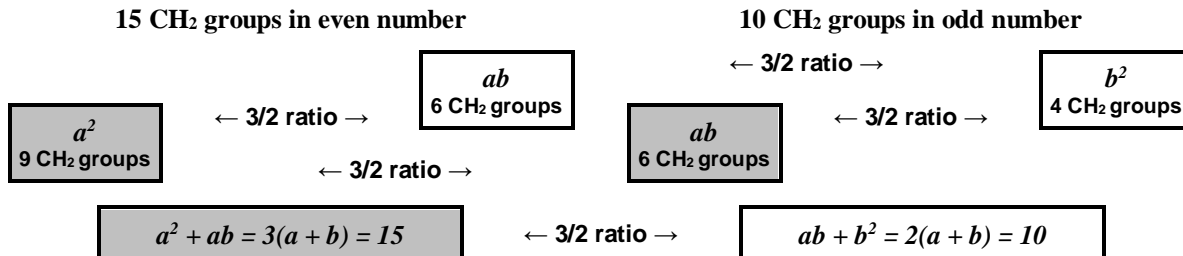 15 CH₂ groups in even number
10 CH₂ groups in odd number
ab
6 CH₂ groups
← 3/2 ratio →
b²
4 CH₂ groups
a²
9 CH₂ groups
← 3/2 ratio →
ab
6 CH₂ groups
← 3/2 ratio →
← 3/2 ratio →
a² + ab = 3(a + b) = 15
← 3/2 ratio →
ab + b² = 2(a + b) = 10